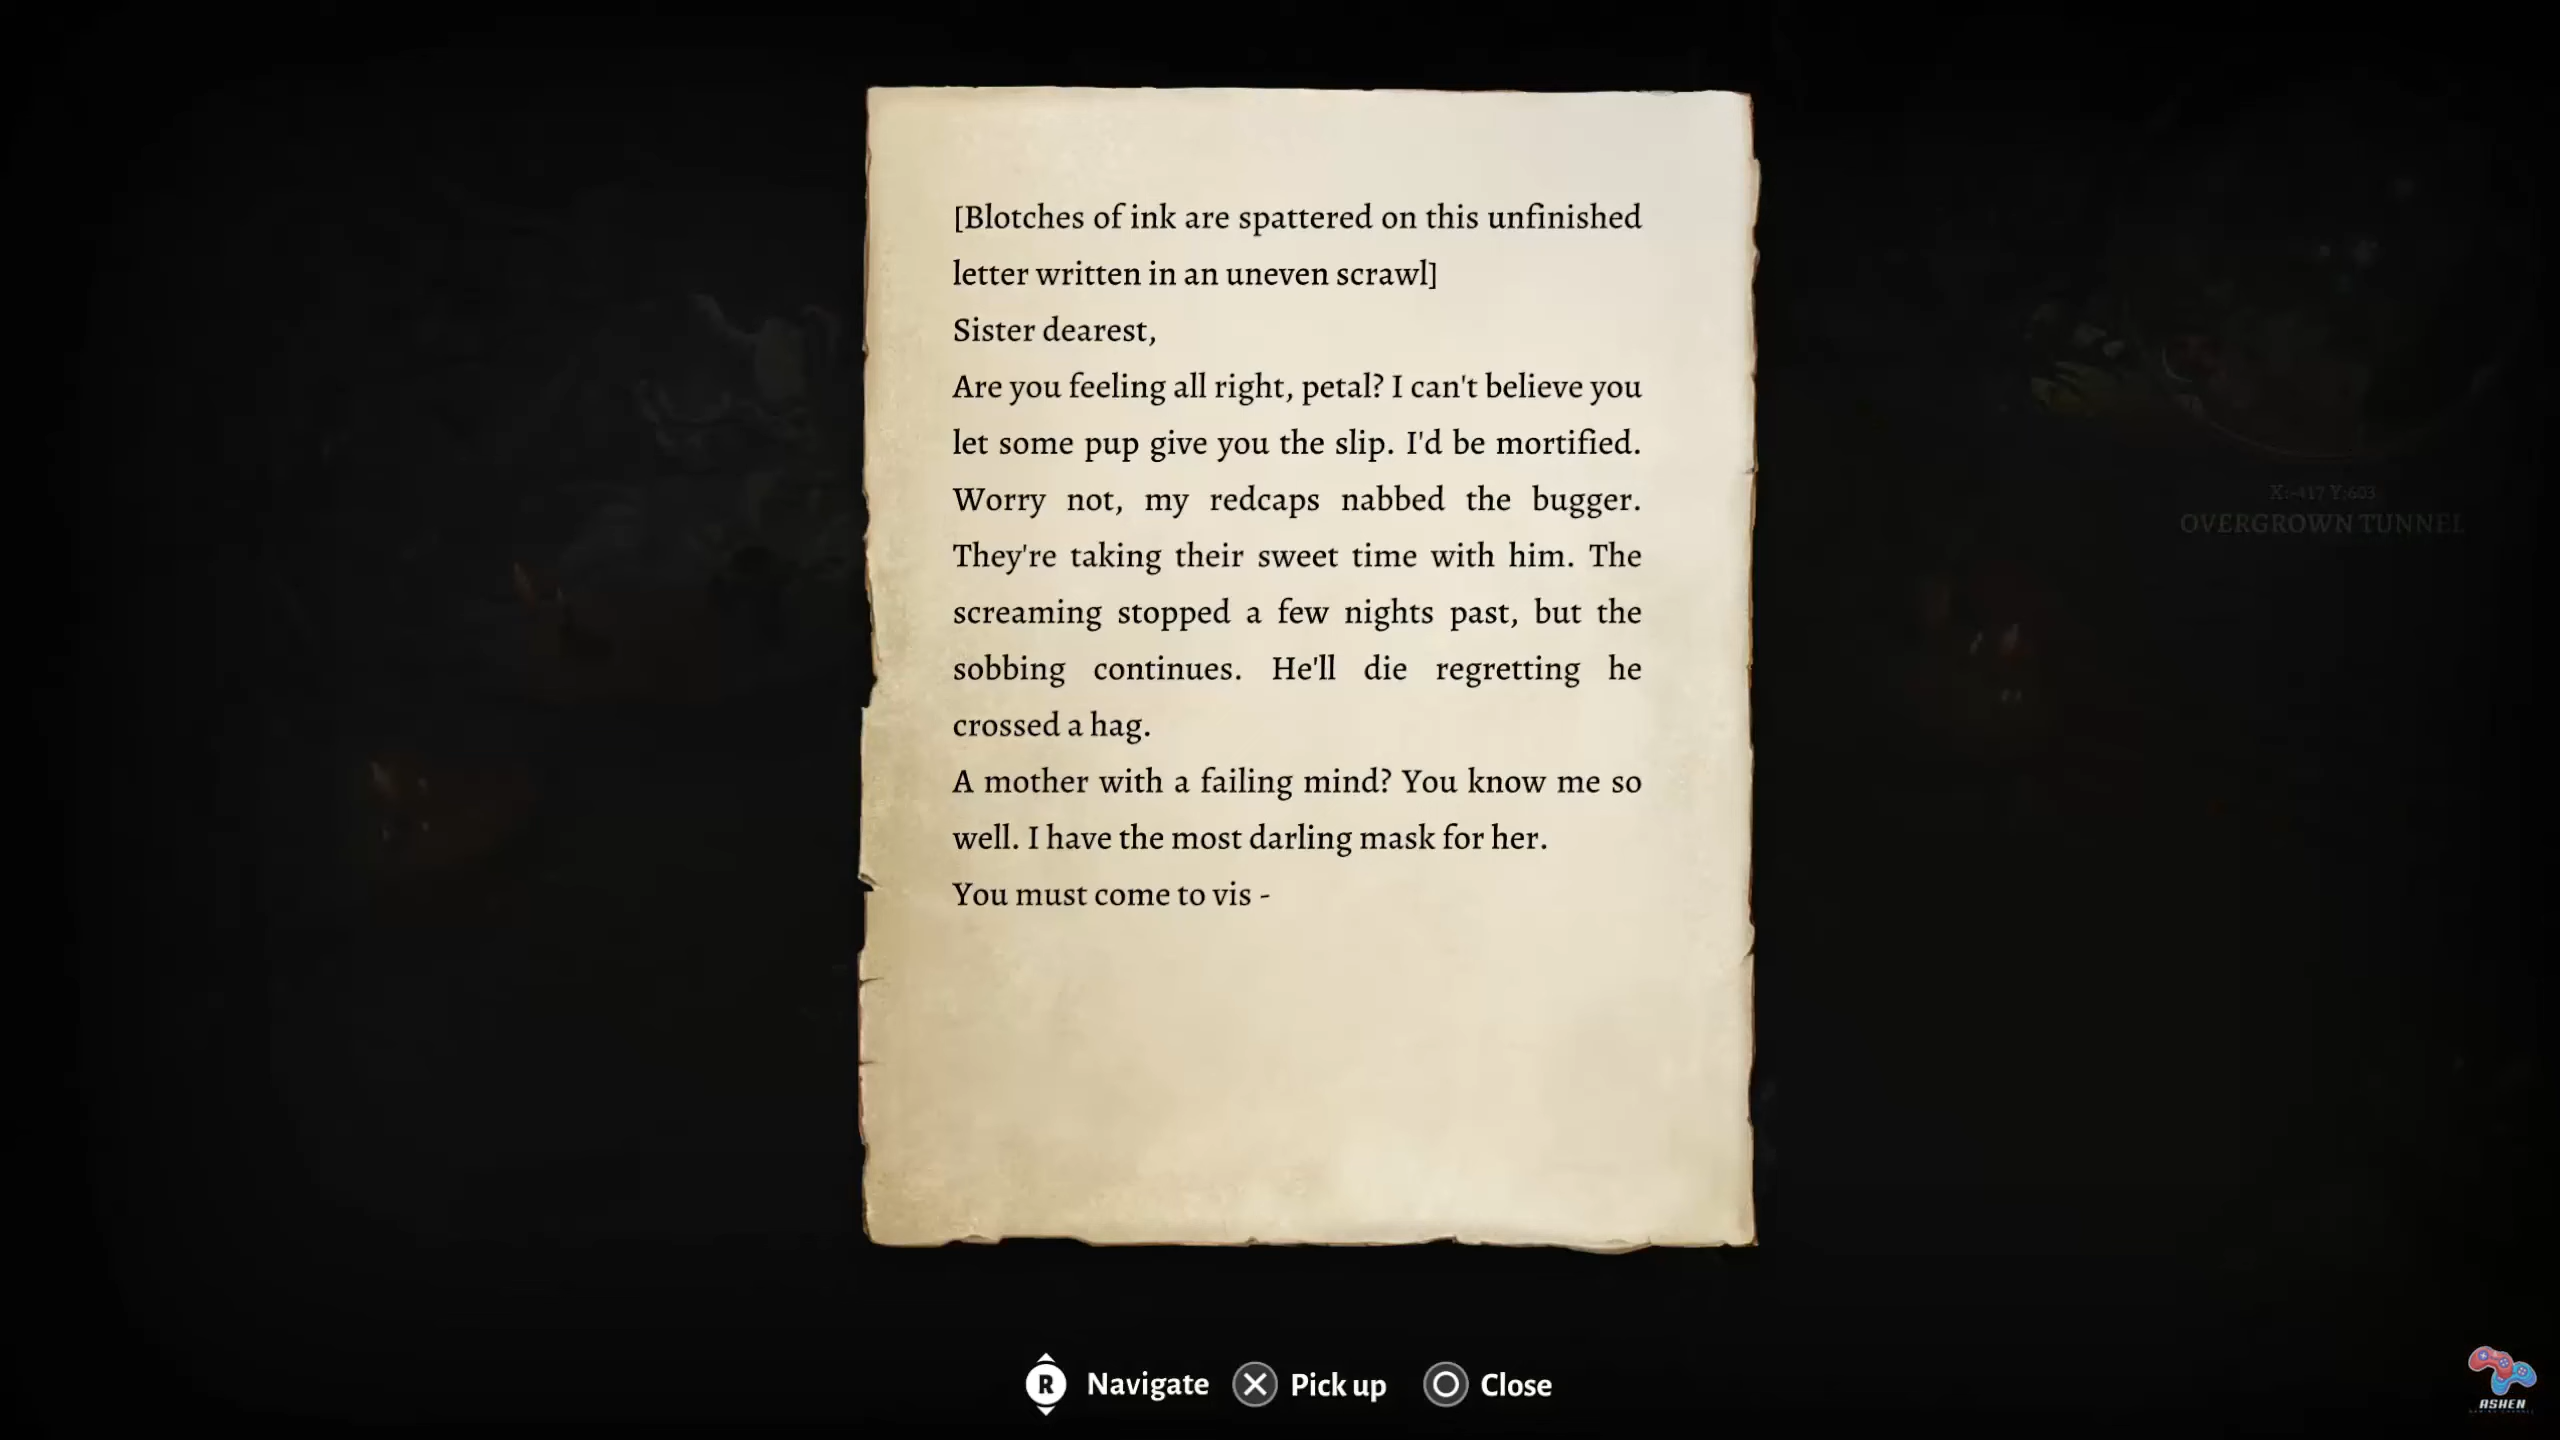 [Blotches of ink are spattered on this unfinished
letter written in an uneven scrawl]
Sister dearest,
Are you feeling all right, petal? I can't believe you
let some pup give you the slip. I'd be mortified.
Worry not, my redcaps nabbed the bugger.
They're taking their sweet time with him. The
screaming stopped a few nights past, but the
sobbing continues. He'll die regretting he
crossed a hag.
A mother with a failing mind? You know me so
well. I have the most darling mask for her.
You must come to vis -
X:-417 Y:603
OVERGROWN TUNNEL
R Navigate Pick up Close
ASHEN